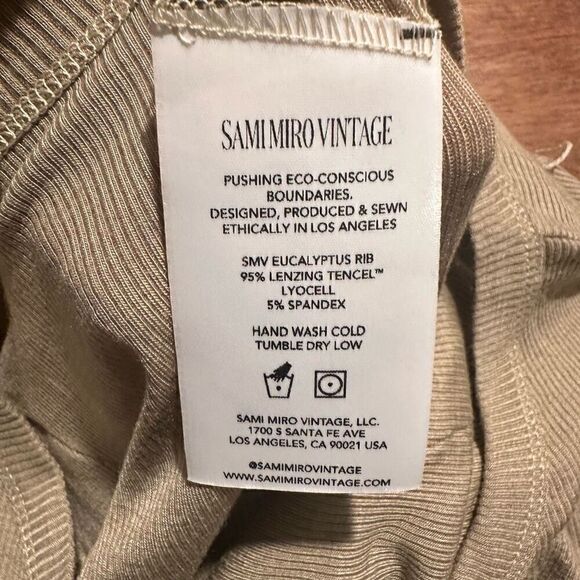 SAMI MIRO VINTAGE
PUSHING ECO-CONSCIOUS
BOUNDARIES.
DESIGNED, PRODUCED & SEWN
ETHICALLY IN LOS ANGELES
SMV EUCALYPTUS RIB
95% LENZING TENCEL™
LYOCELL
5% SPANDEX
HAND WASH COLD
TUMBLE DRY LOW
SAMI MIRO VINTAGE, LLC.
1700 S SANTA FE AVE
LOS ANGELES, CA 90021 USA
@SAMIMIROVINTAGE
WWW.SAMIMIROVINTAGE.COM